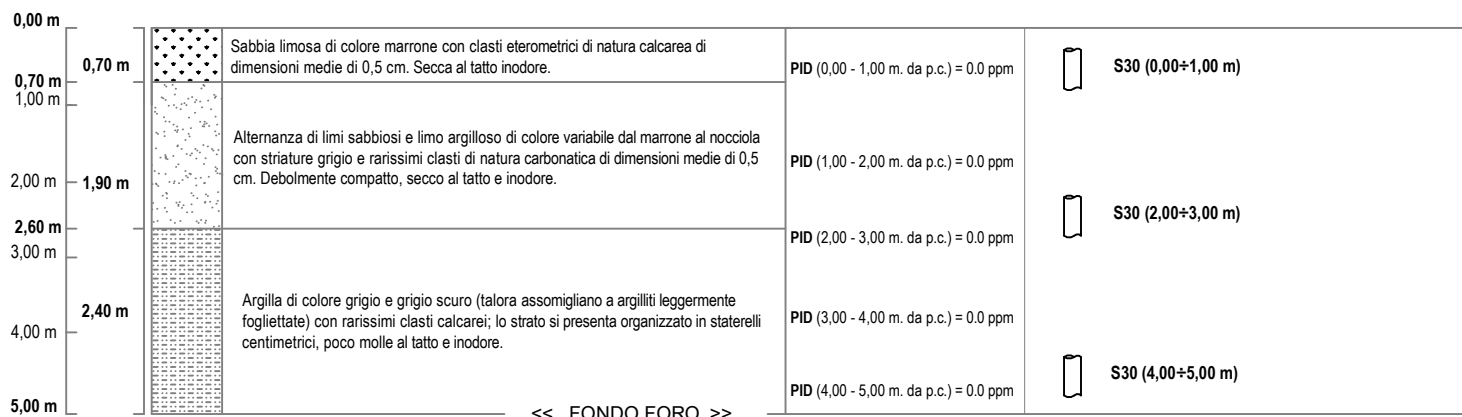 0,00 m
0,70 m
0,70 m
1,00 m
2,00 m
1,90 m
2,60 m
3,00 m
2,40 m
4,00 m
5,00 m
Sabbia limosa di colore marrone con clasti eterometrici di natura calcarea di
dimensioni medie di 0,5 cm. Secca al tatto inodore.
Alternanza di limi sabbiosi e limo argilloso di colore variabile dal marrone al nocciola
con striature grigio e rarissimi clasti di natura carbonatica di dimensioni medie di 0,5
cm. Debolmente compatto, secco al tatto e inodore.
Argilla di colore grigio e grigio scuro (talora assomigliano a argilliti leggermente
fogliettate) con rarissimi clasti calcarei; lo strato si presenta organizzato in staterelli
centimetrici, poco molle al tatto e inodore.
<< FONDO FORO >>
PID (0,00 - 1,00 m. da p.c.) = 0.0 ppm
PID (1,00 - 2,00 m. da p.c.) = 0.0 ppm
PID (2,00 - 3,00 m. da p.c.) = 0.0 ppm
PID (3,00 - 4,00 m. da p.c.) = 0.0 ppm
PID (4,00 - 5,00 m. da p.c.) = 0.0 ppm
S30 (0,00÷1,00 m)
S30 (2,00÷3,00 m)
S30 (4,00÷5,00 m)